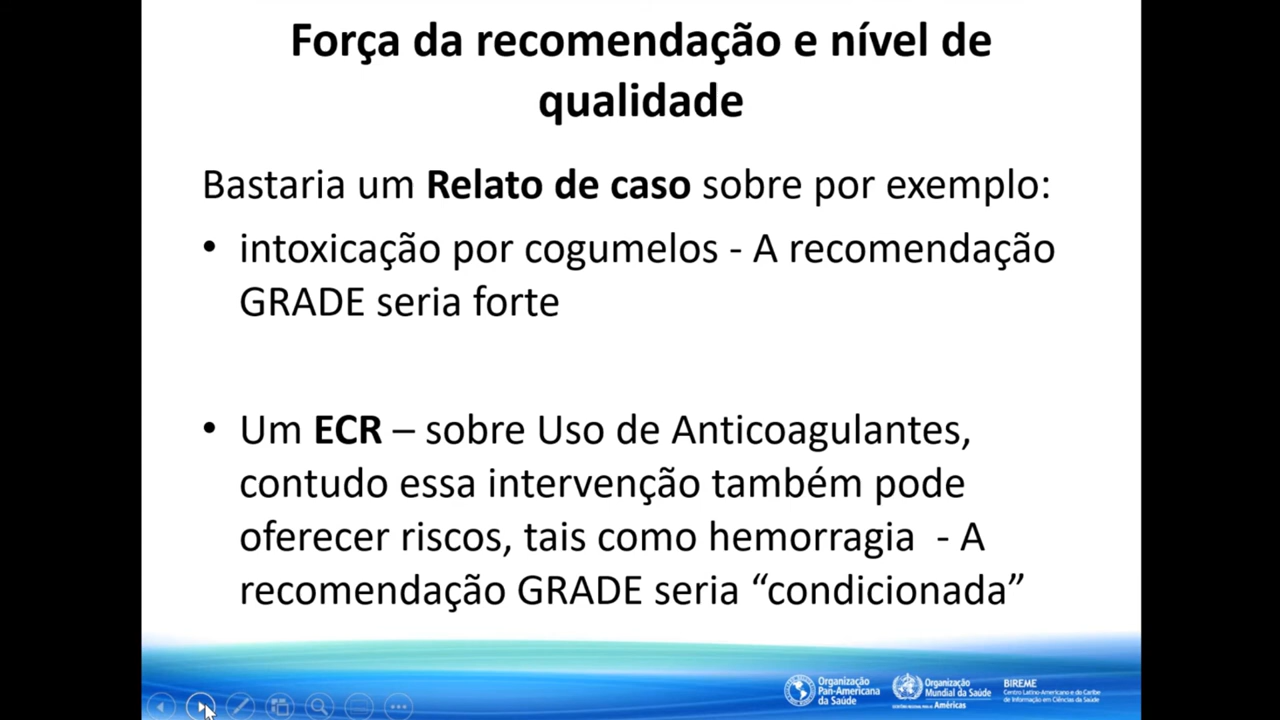 Força da recomendação e nível de
qualidade
Bastaria um Relato de caso sobre por exemplo:
• intoxicação por cogumelos - A recomendação
GRADE seria forte
• Um ECR – sobre Uso de Anticoagulantes,
contudo essa intervenção também pode
oferecer riscos, tais como hemorragia - A
recomendação GRADE seria “condicionada”
Organização
Pan-Americana
da Saúde
Organização
Mundial da Saúde
Américas
BIREME
Centro Latino-Americano e do Caribe
de Informação em Ciências da Saúde